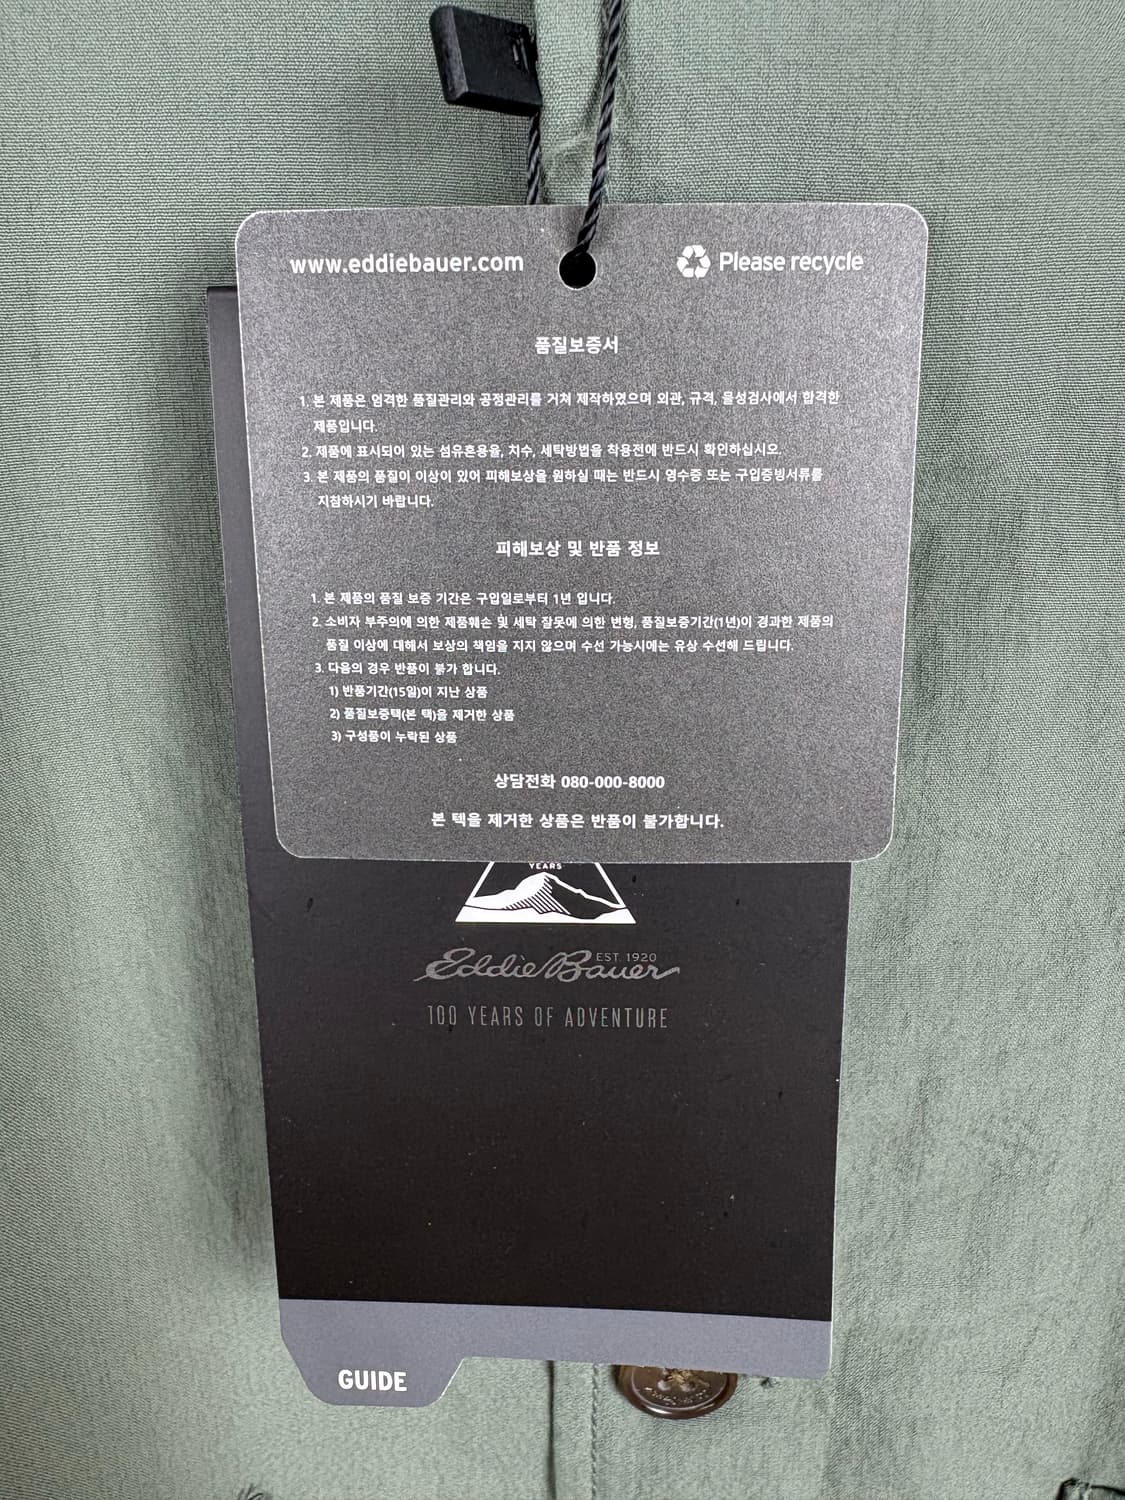 www.eddiebauer.com
Please recycle
품질보증서
1. 본 제품은 엄격한 품질관리와 공정관리를 거쳐 제작하였으며 외관, 규격, 물성검사에서 합격한
제품입니다.
2. 제품에 표시되어 있는 섬유혼용율, 치수, 세탁방법을 착용전에 반드시 확인하십시오.
3. 본 제품의 품질이 이상이 있어 피해보상을 원하실 때는 반드시 영수증 또는 구입증빙서류를
지참하시기 바랍니다.
피해보상 및 반품 정보
1. 본 제품의 품질 보증 기간은 구입일로부터 1년 입니다.
2. 소비자 부주의에 의한 제품훼손 및 세탁 잘못에 의한 변형, 품질보증기간(1년)이 경과한 제품의
품질 이상에 대해서 보상의 책임을 지지 않으며 수선 가능시에는 유상 수선해 드립니다.
3. 다음의 경우 반품이 불가 합니다.
1) 반품기간(15일)이 지난 상품
2) 품질보증택(본 택)을 제거한 상품
3) 구성품이 누락된 상품
상담전화 080-000-8000
본 텍을 제거한 상품은 반품이 불가합니다.
YEARS
EST. 1920
Eddie Bauer
100 YEARS OF ADVENTURE
GUIDE